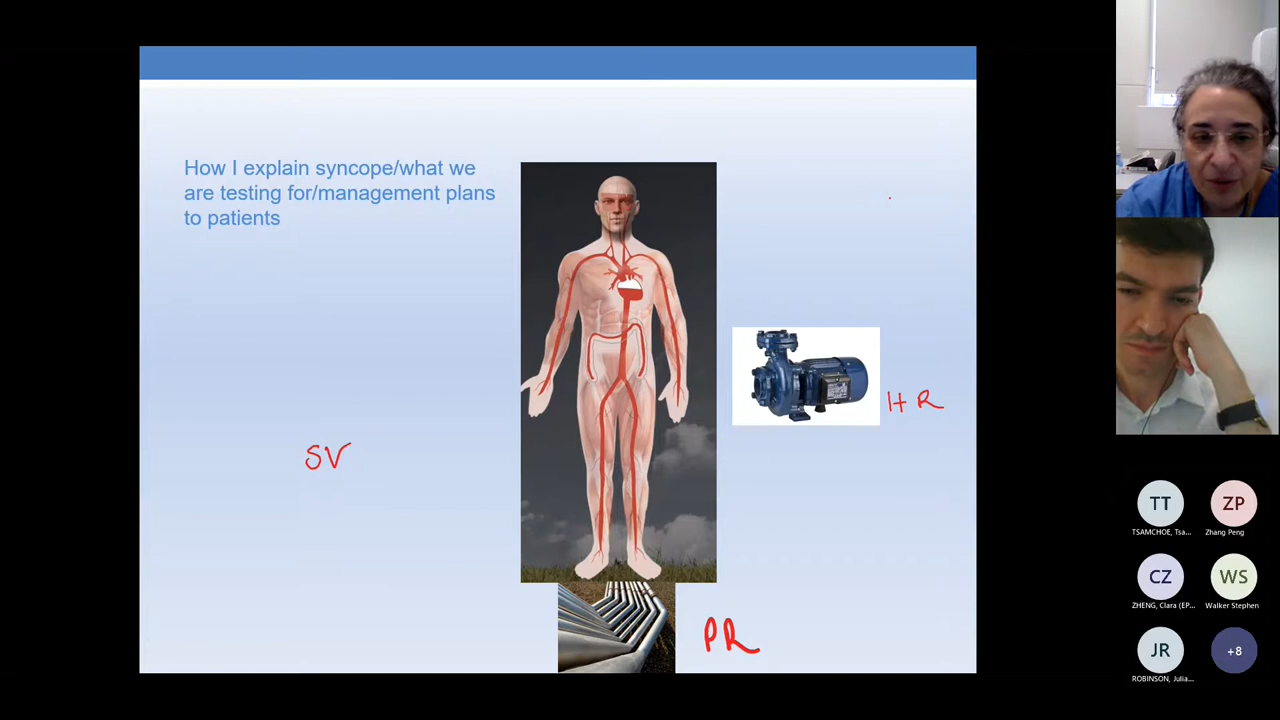 How I explain syncope/what we
are testing for/management plans
to patients
HR
SV
PR
TT
TSAMCHOE, Tsa...
ZP
Zhang Peng
CZ
ZHENG, Clara (EP...
WS
Walker Stephen
JR
ROBINSON, Julia...
+8